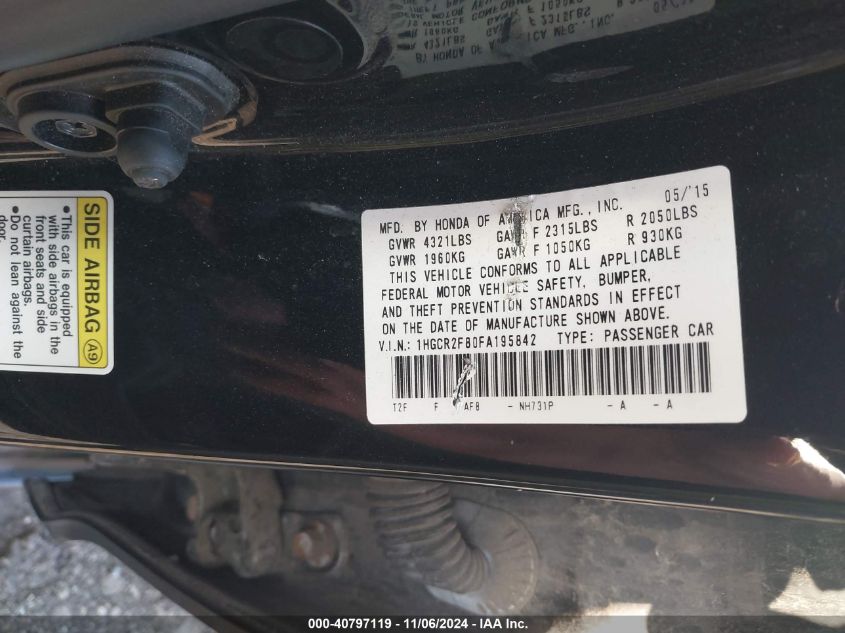 MFD. BY HONDA OF AMERICA MFG., INC. 05/'15
GVWR 4321LBS GAWR F 2315LBS R 2050LBS
GVWR 1960KG GAWR F 1050KG R 930KG
THIS VEHICLE CONFORMS TO ALL APPLICABLE
FEDERAL MOTOR VEHICLE SAFETY, BUMPER,
AND THEFT PREVENTION STANDARDS IN EFFECT
ON THE DATE OF MANUFACTURE SHOWN ABOVE.
V.I.N.: 1HGCR2F80FA195842 TYPE: PASSENGER CAR
T2F F AF8 - NH731P - A - A
SIDE AIRBAG A9
• This car is equipped
with side airbags in the
front seats and side
curtain airbags.
• Do not lean against the
door.
000-40797119 - 11/06/2024 - IAA Inc.